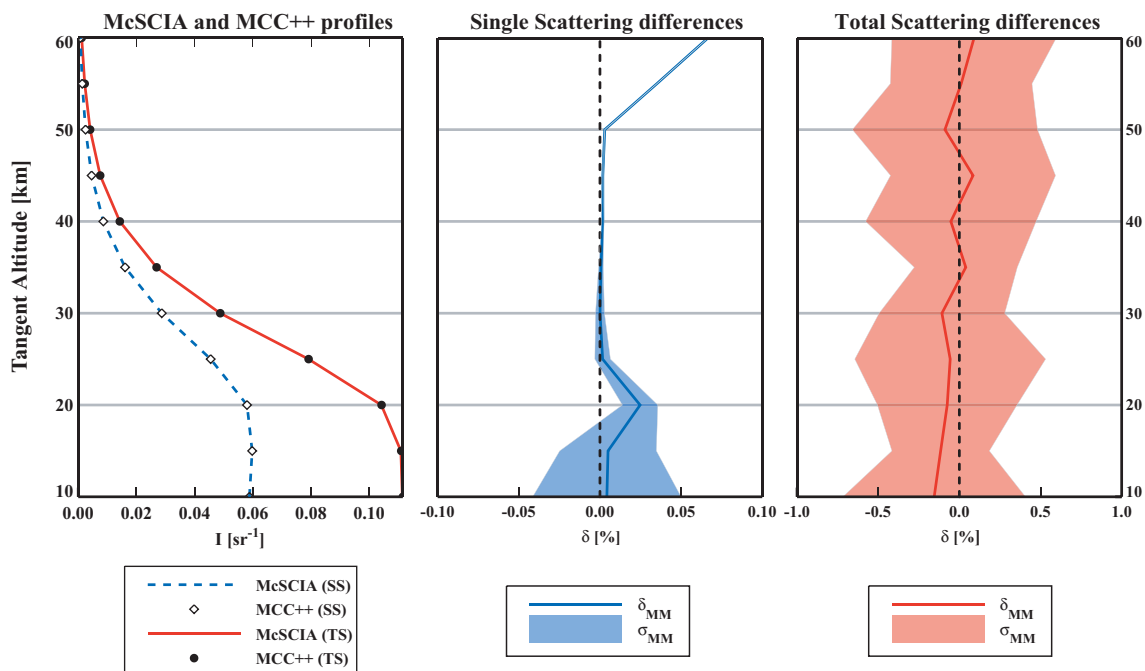 McSCIA and MCC++ profiles
Single Scattering differences
Total Scattering differences
Tangent Altitude [km]
60
50
40
30
20
10
0.00
0.02
0.04
0.06
0.08
0.10
I [sr-1]
-0.10
-0.05
0.00
0.05
0.10
δ [%]
-1.0
-0.5
0.0
0.5
1.0
δ [%]
60
50
40
30
20
10
McSCIA (SS)
MCC++ (SS)
McSCIA (TS)
MCC++ (TS)
δMM
σMM
δMM
σMM